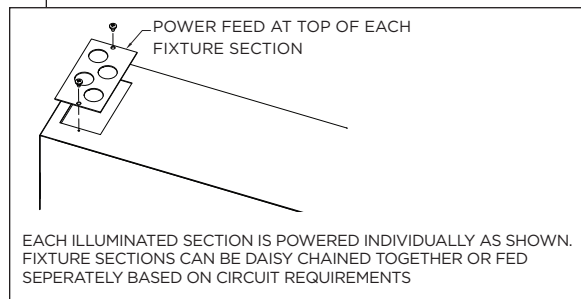 POWER FEED AT TOP OF EACH
FIXTURE SECTION
EACH ILLUMINATED SECTION IS POWERED INDIVIDUALLY AS SHOWN.
FIXTURE SECTIONS CAN BE DAISY CHAINED TOGETHER OR FED
SEPERATELY BASED ON CIRCUIT REQUIREMENTS